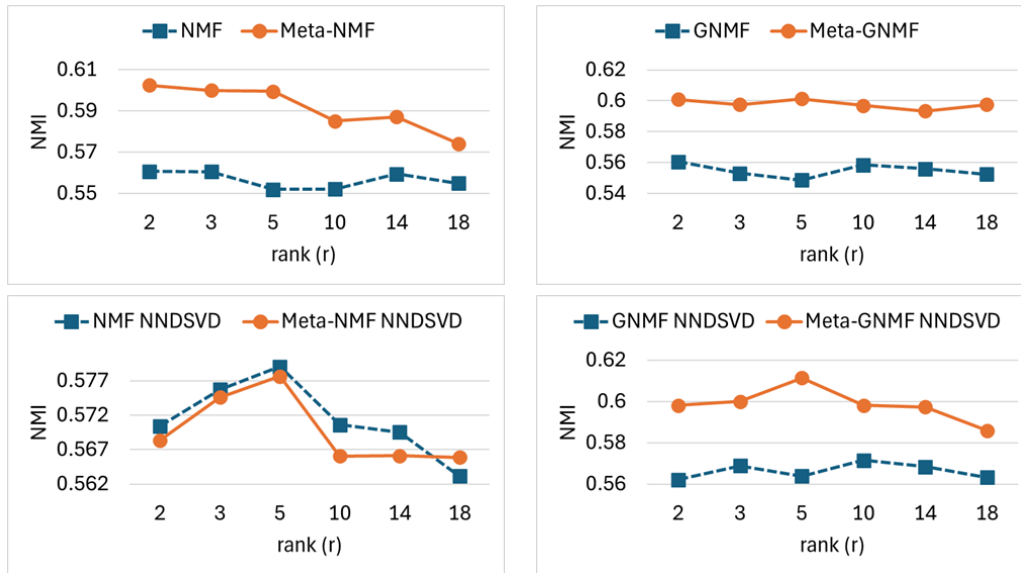 NMF Meta-NMF
0.61
0.59
0.57
0.55
NMI
2 3 5 10 14 18
rank (r)
GNMF Meta-GNMF
0.62
0.6
0.58
0.56
0.54
NMI
2 3 5 10 14 18
rank (r)
NMF NNDSVD Meta-NMF NNDSVD
0.577
0.572
0.567
0.562
NMI
2 3 5 10 14 18
rank (r)
GNMF NNDSVD Meta-GNMF NNDSVD
0.62
0.6
0.58
0.56
NMI
2 3 5 10 14 18
rank (r)